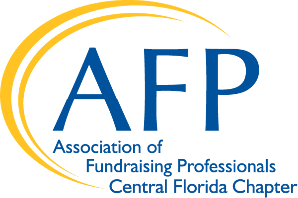 AFP
Association of
Fundraising Professionals
Central Florida Chapter